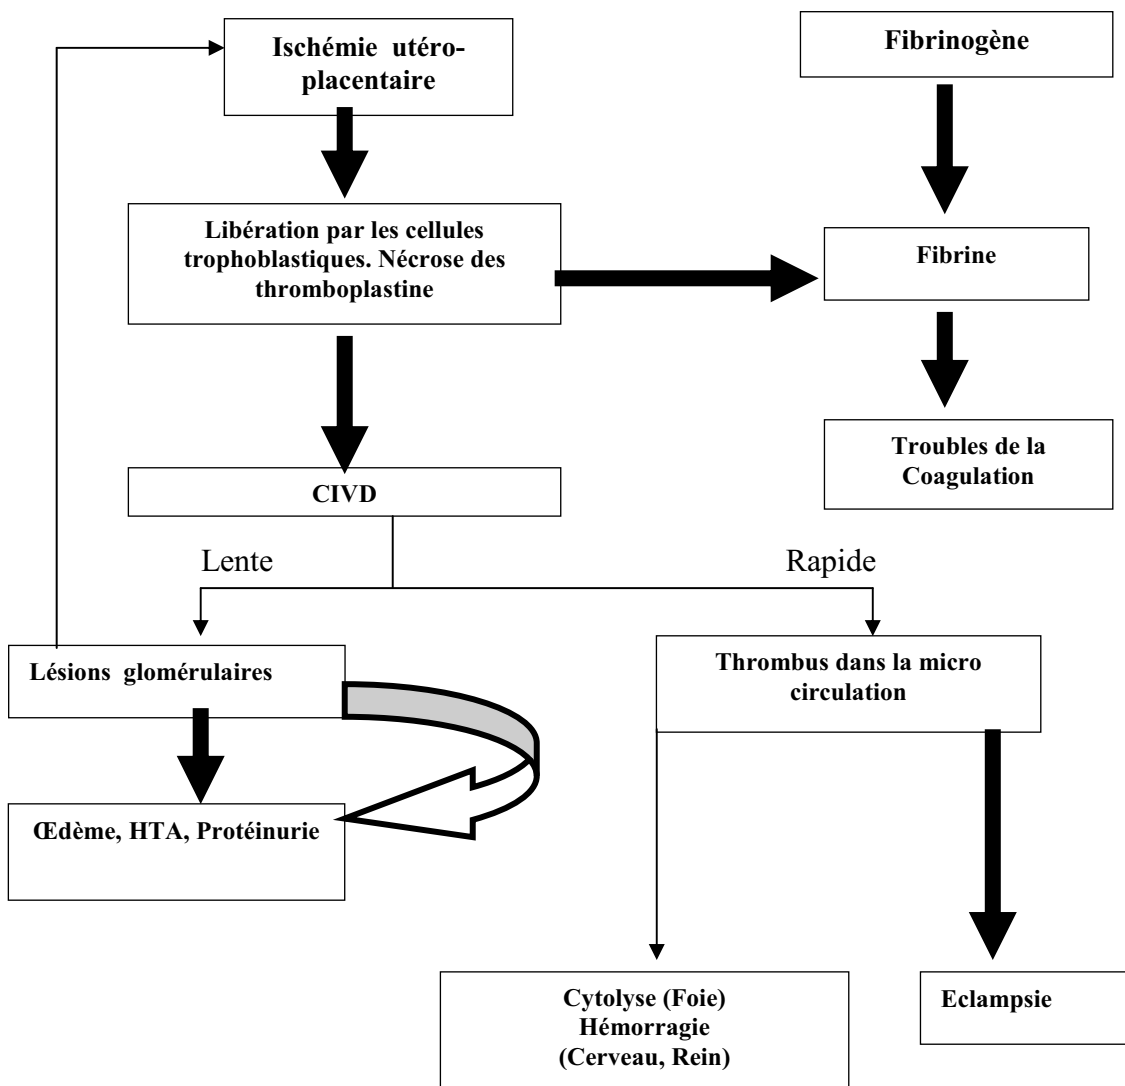 Ischémie utéro-
placentaire
Fibrinogène
Libération par les cellules
trophoblastiques. Nécrose des
thromboplastine
Fibrine
Troubles de la
Coagulation
CIVD
Lente
Rapide
Lésions glomérulaires
Thrombus dans la micro
circulation
Œdème, HTA, Protéinurie
Cytolyse (Foie)
Hémorragie
(Cerveau, Rein)
Eclampsie